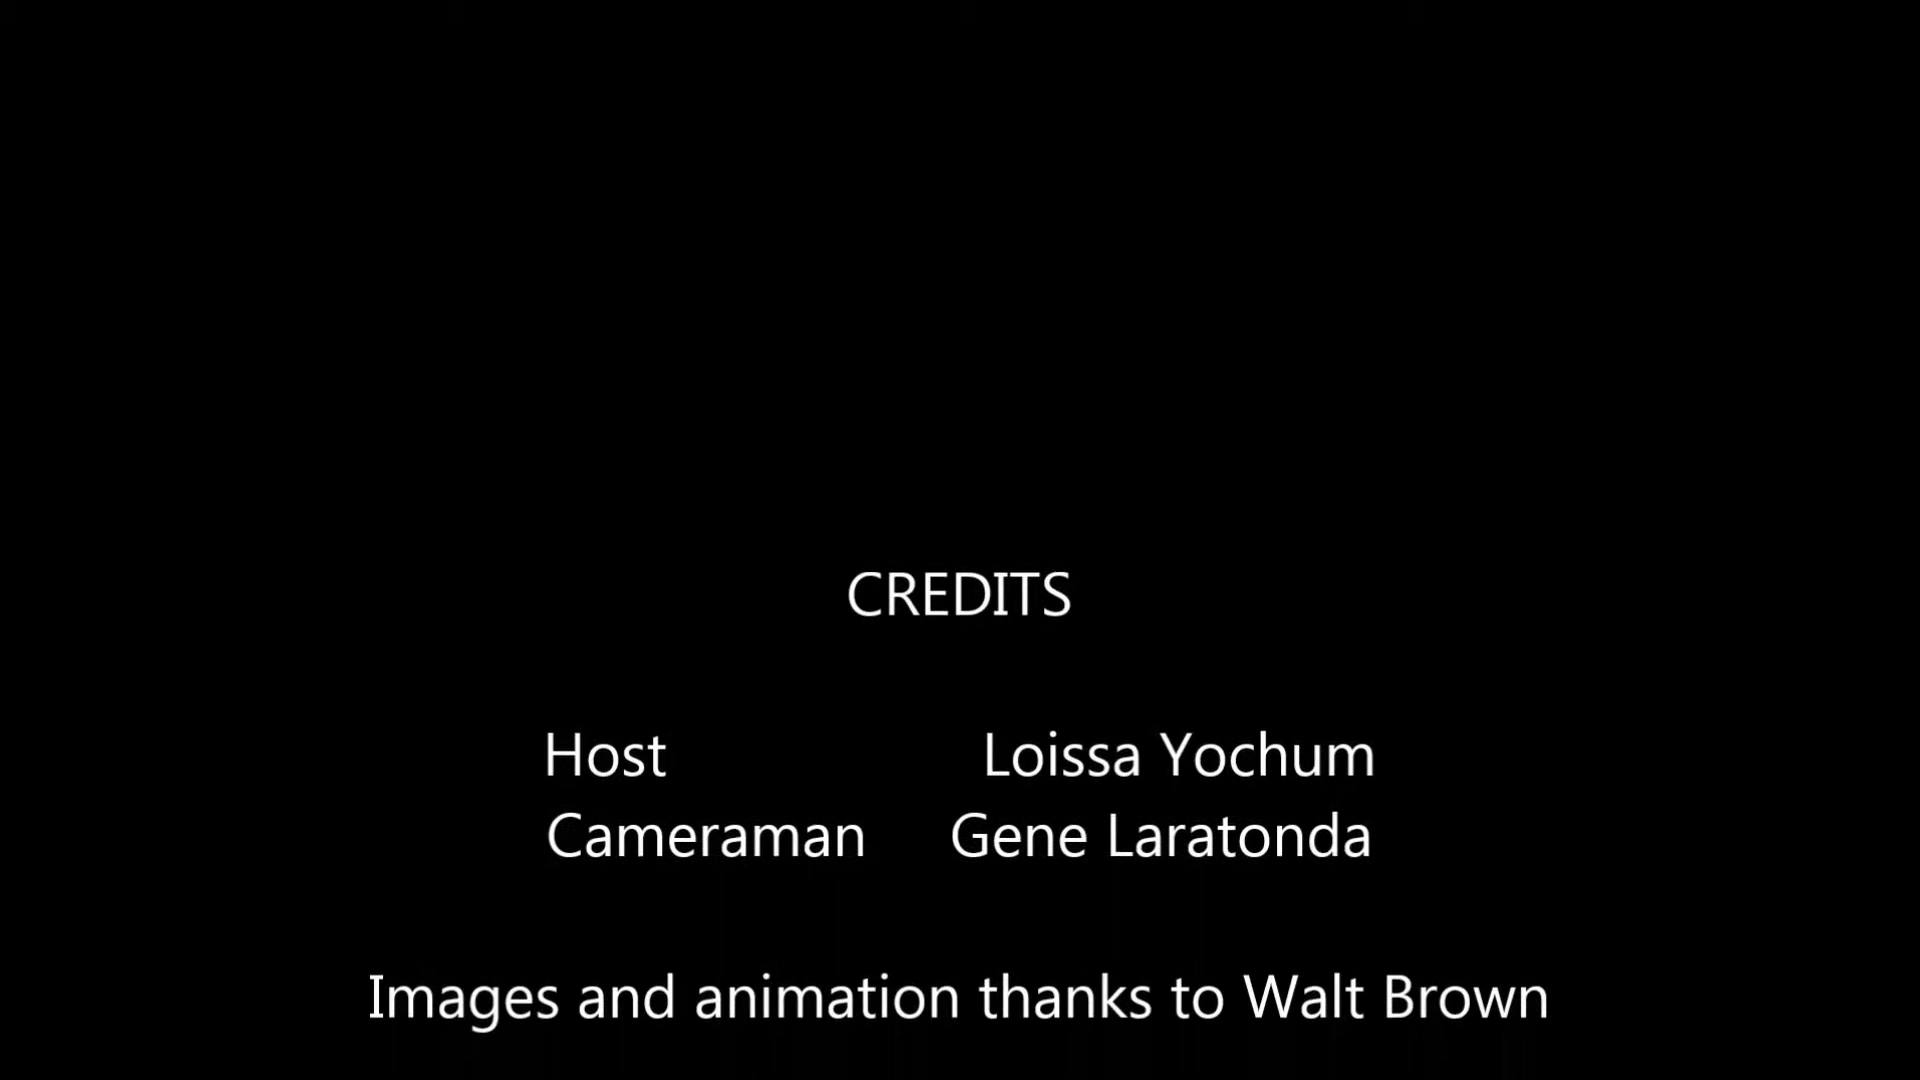 CREDITS
Host Loissa Yochum
Cameraman Gene Laratonda
Images and animation thanks to Walt Brown